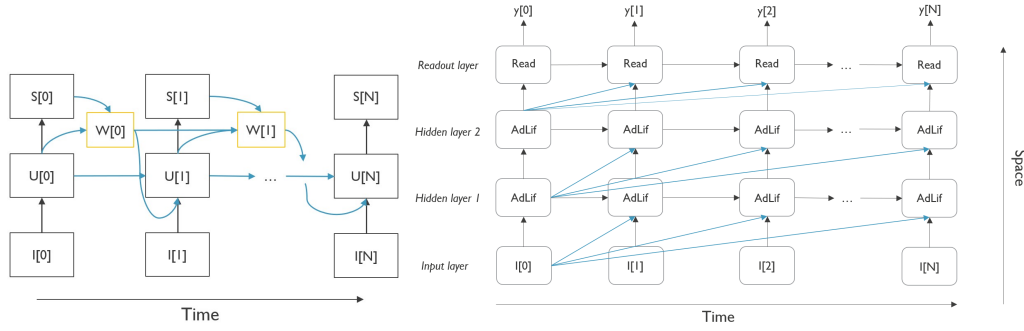 S[0]
S[1]
S[N]
W[0]
W[1]
U[0]
U[1]
...
U[N]
I[0]
I[1]
I[N]
Time
y[0]
y[1]
y[2]
y[N]
Readout layer
Read
Read
Read
...
Read
Hidden layer 2
AdLif
AdLif
AdLif
...
AdLif
Hidden layer 1
AdLif
AdLif
AdLif
...
AdLif
Input layer
I[0]
I[1]
I[2]
I[N]
Time
Space